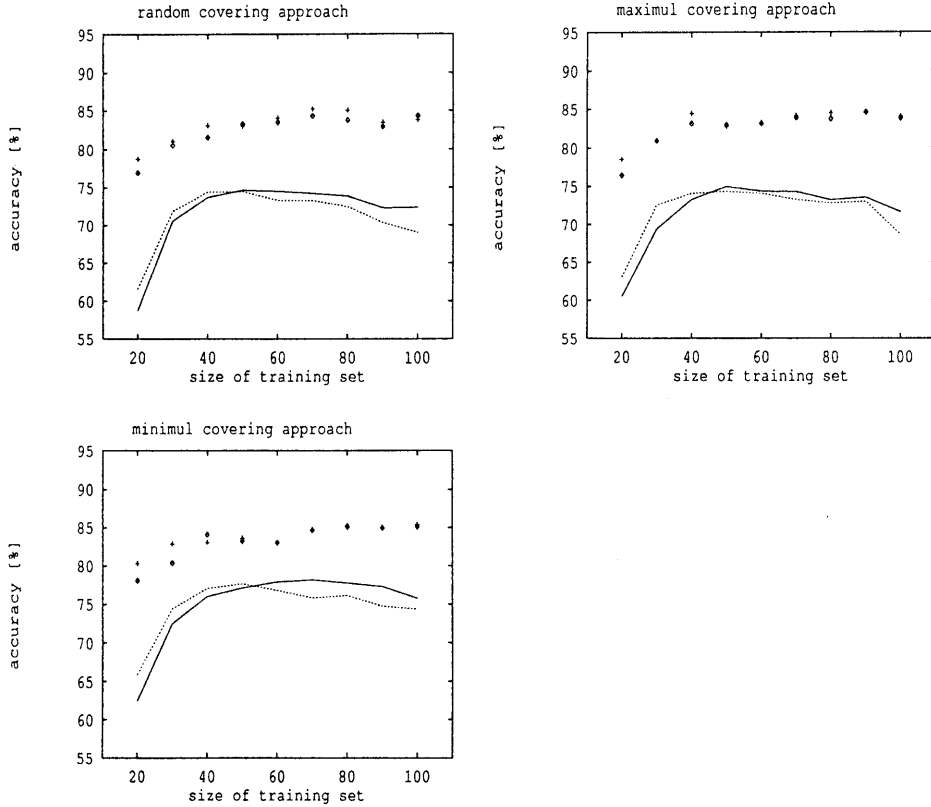 random covering approach
95
90
85
80
75
70
65
60
55
accuracy [%]
20 40 60 80 100
size of training set
maximul covering approach
95
90
85
80
75
70
65
60
55
accuracy [%]
20 40 60 80 100
size of training set
minimul covering approach
95
90
85
80
75
70
65
60
55
accuracy [%]
20 40 60 80 100
size of training set